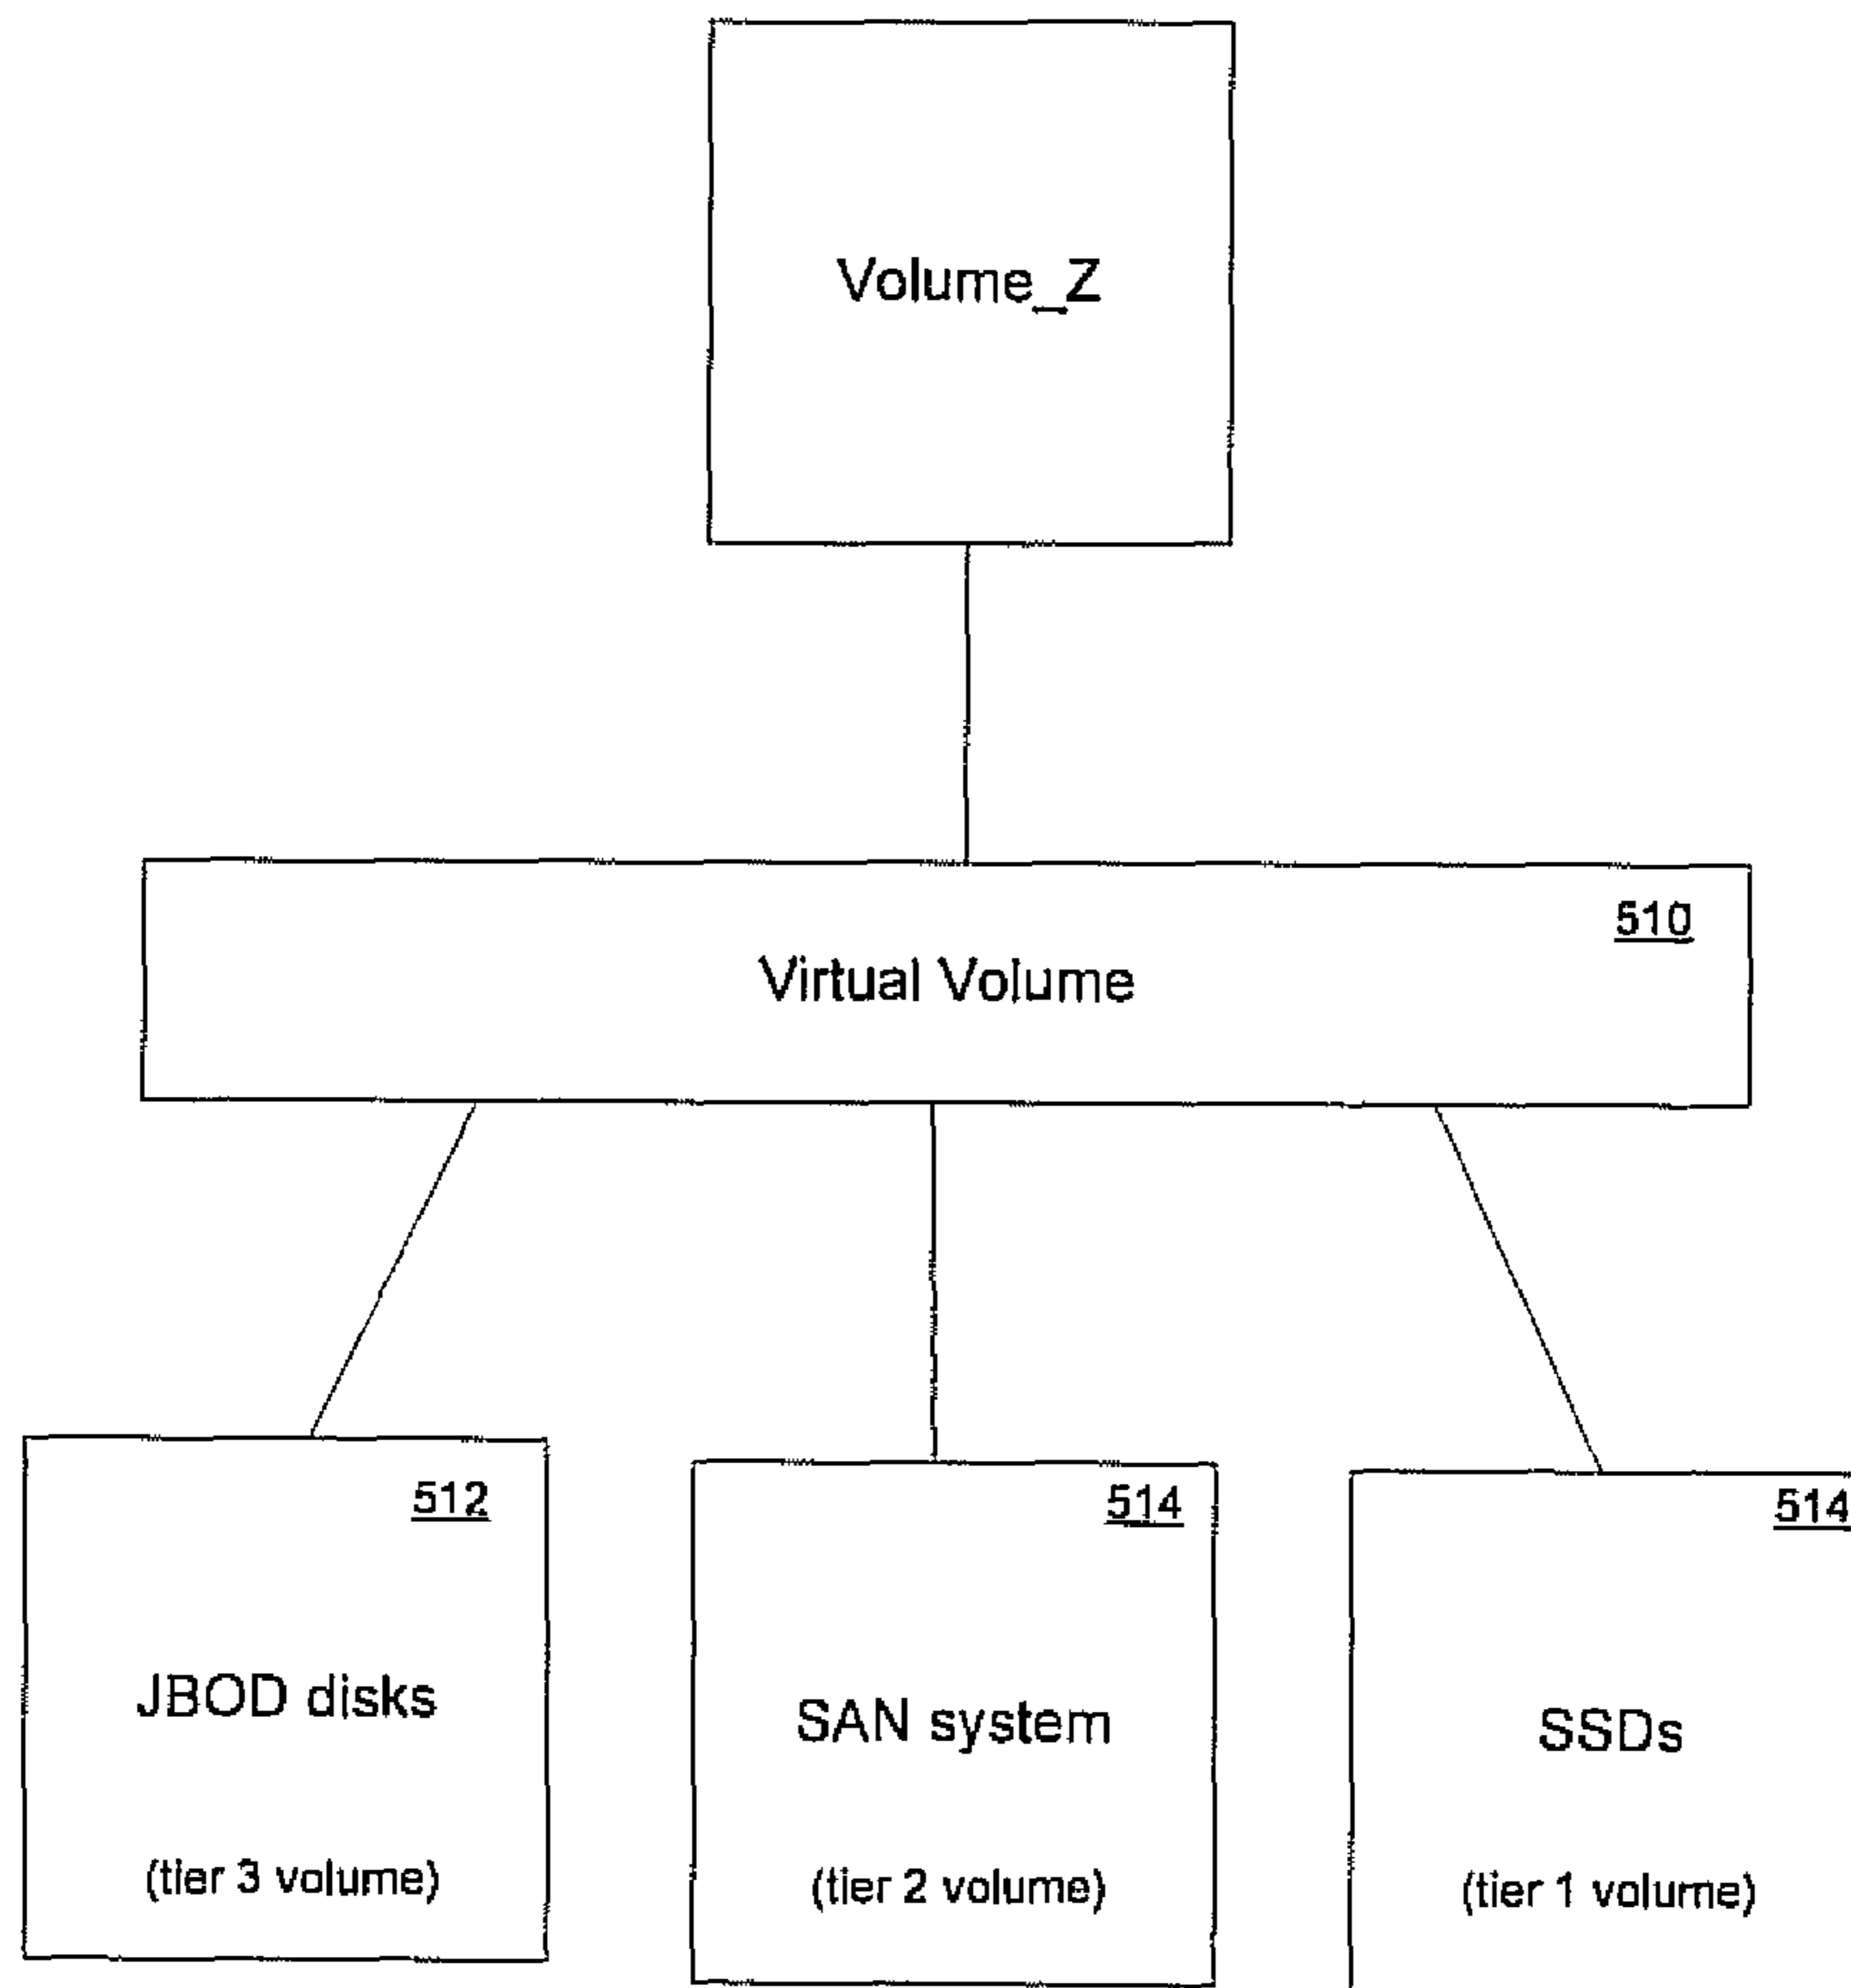 Volume_Z
510
Virtual Volume
512
JBOD disks
(tier 3 volume)
514
SAN system
(tier 2 volume)
514
SSDs
(tier 1 volume)